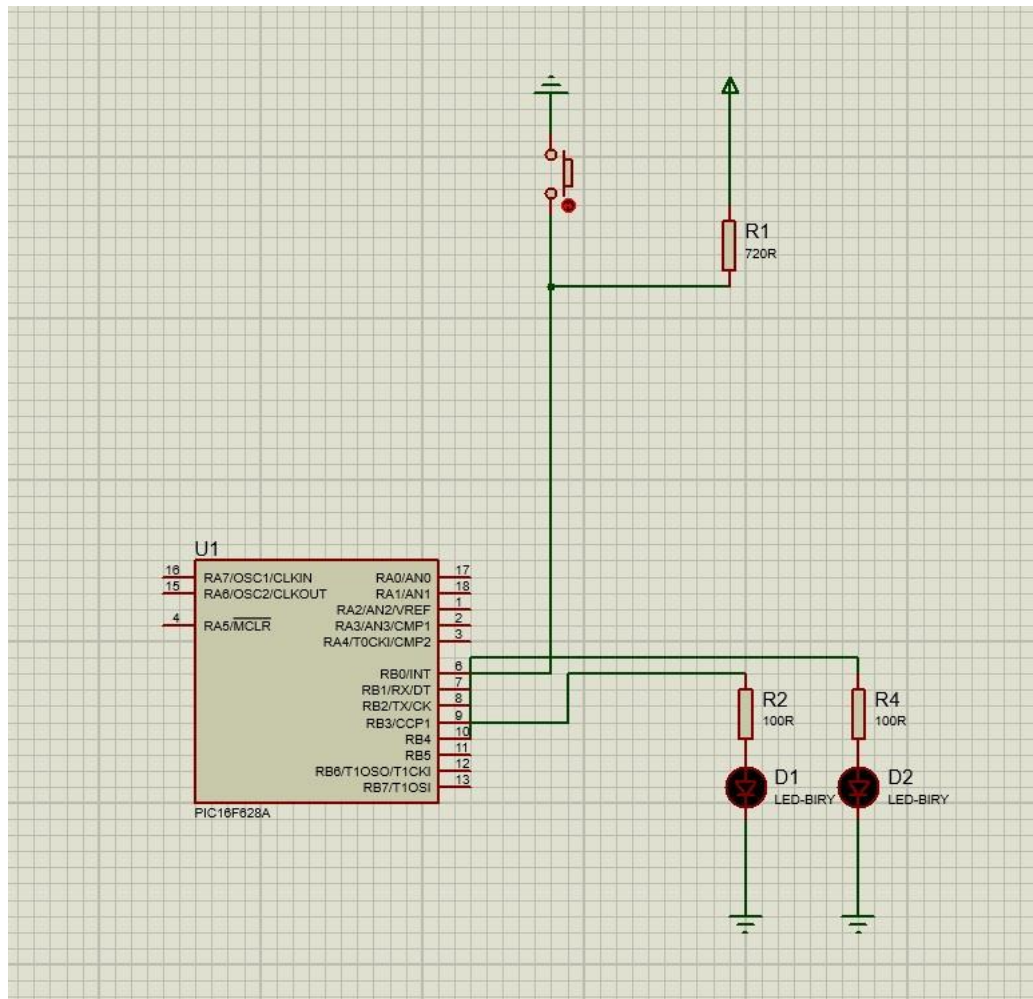 R1
720R
U1
16 RA7/OSC1/CLKIN RA0/AN0 17
15 RA6/OSC2/CLKOUT RA1/AN1 18
RA2/AN2/VREF 1
4 RA5/MCLR RA3/AN3/CMP1 2
RA4/T0CKI/CMP2 3
RB0/INT 6
RB1/RX/DT 7
RB2/TX/CK 8
RB3/CCP1 9
RB4 10
RB5 11
RB6/T1OSO/T1CKI 12
RB7/T1OSI 13
PIC16F628A
R2
100R
R4
100R
D1
LED-BIRY
D2
LED-BIRY